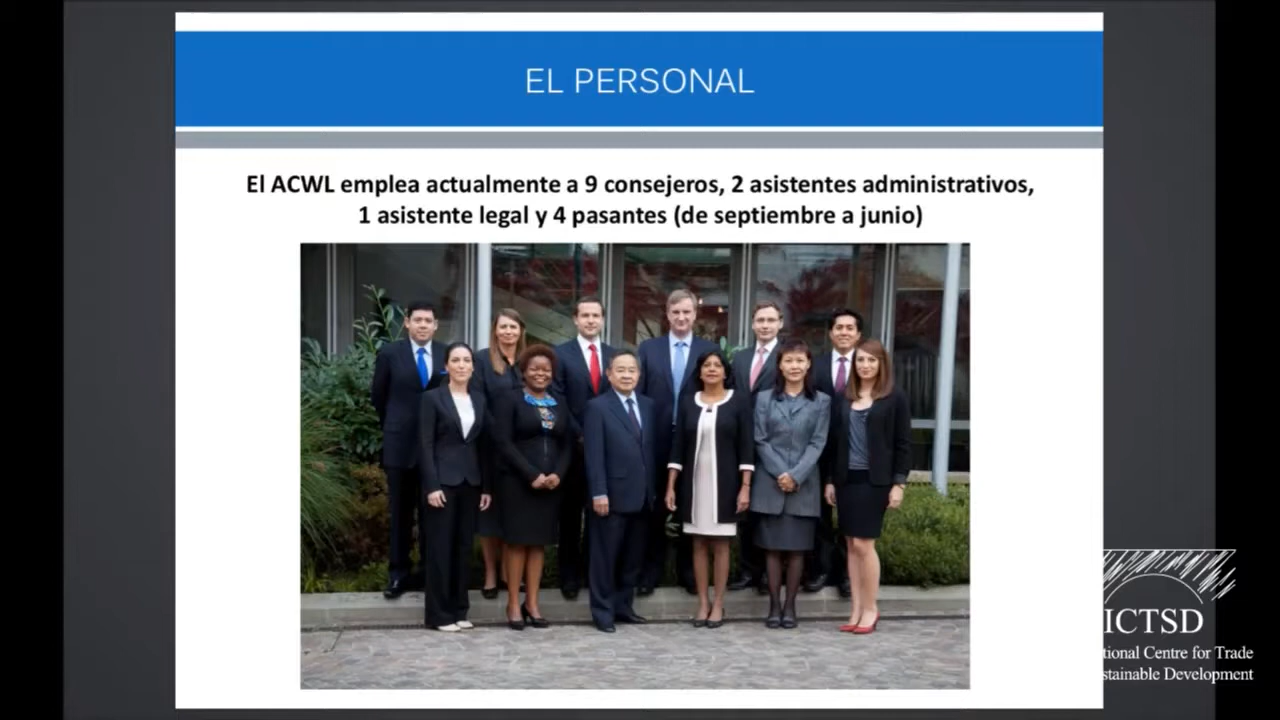 EL PERSONAL
El ACWL emplea actualmente a 9 consejeros, 2 asistentes administrativos,
1 asistente legal y 4 pasantes (de septiembre a junio)
ICTSD
tional Centre for Trade
stainable Development